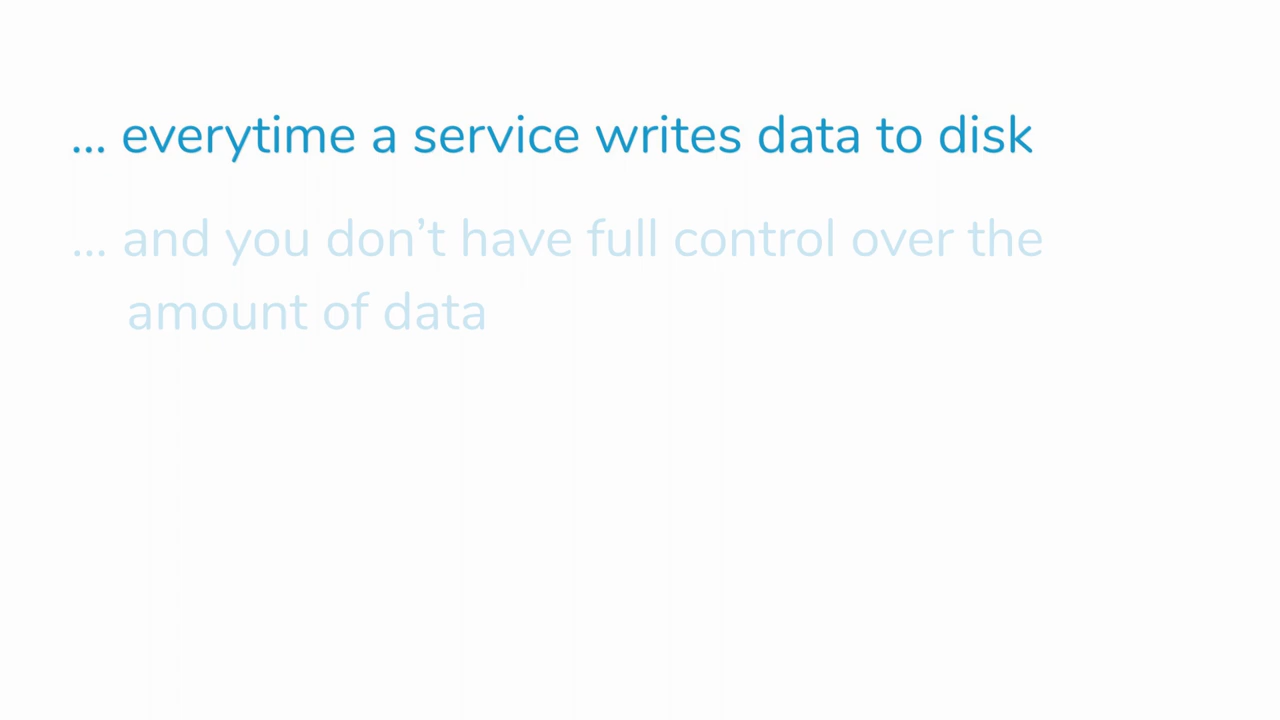 ... everytime a service writes data to disk
... and you don’t have full control over the
amount of data